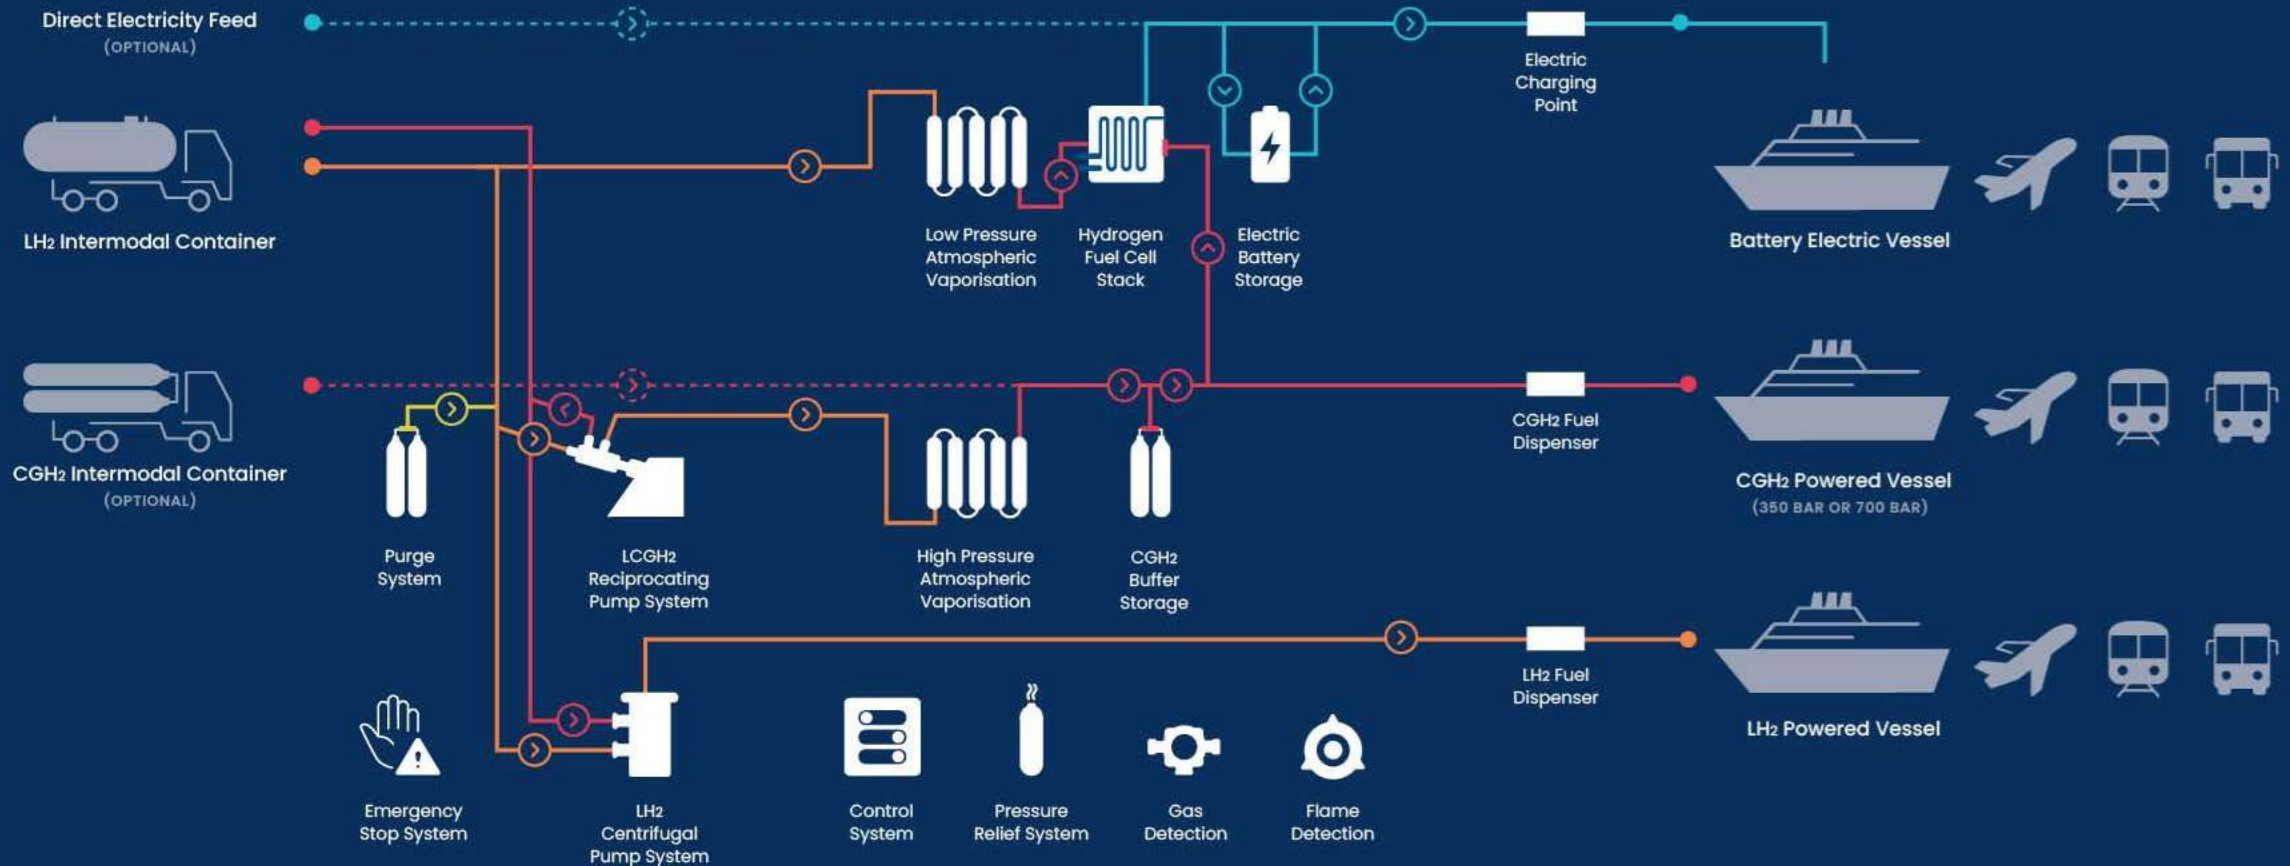 Direct Electricity Feed
(OPTIONAL)
Electric
Charging
Point
LH2 Intermodal Container
Low Pressure
Atmospheric
Vaporisation
Hydrogen
Fuel Cell
Stack
Electric
Battery
Storage
Battery Electric Vessel
CGH2 Intermodal Container
(OPTIONAL)
CGH2 Fuel
Dispenser
CGH2 Powered Vessel
(350 BAR OR 700 BAR)
Purge
System
LCGH2
Reciprocating
Pump System
High Pressure
Atmospheric
Vaporisation
CGH2
Buffer
Storage
LH2 Fuel
Dispenser
LH2 Powered Vessel
Emergency
Stop System
LH2
Centrifugal
Pump System
Control
System
Pressure
Relief System
Gas
Detection
Flame
Detection